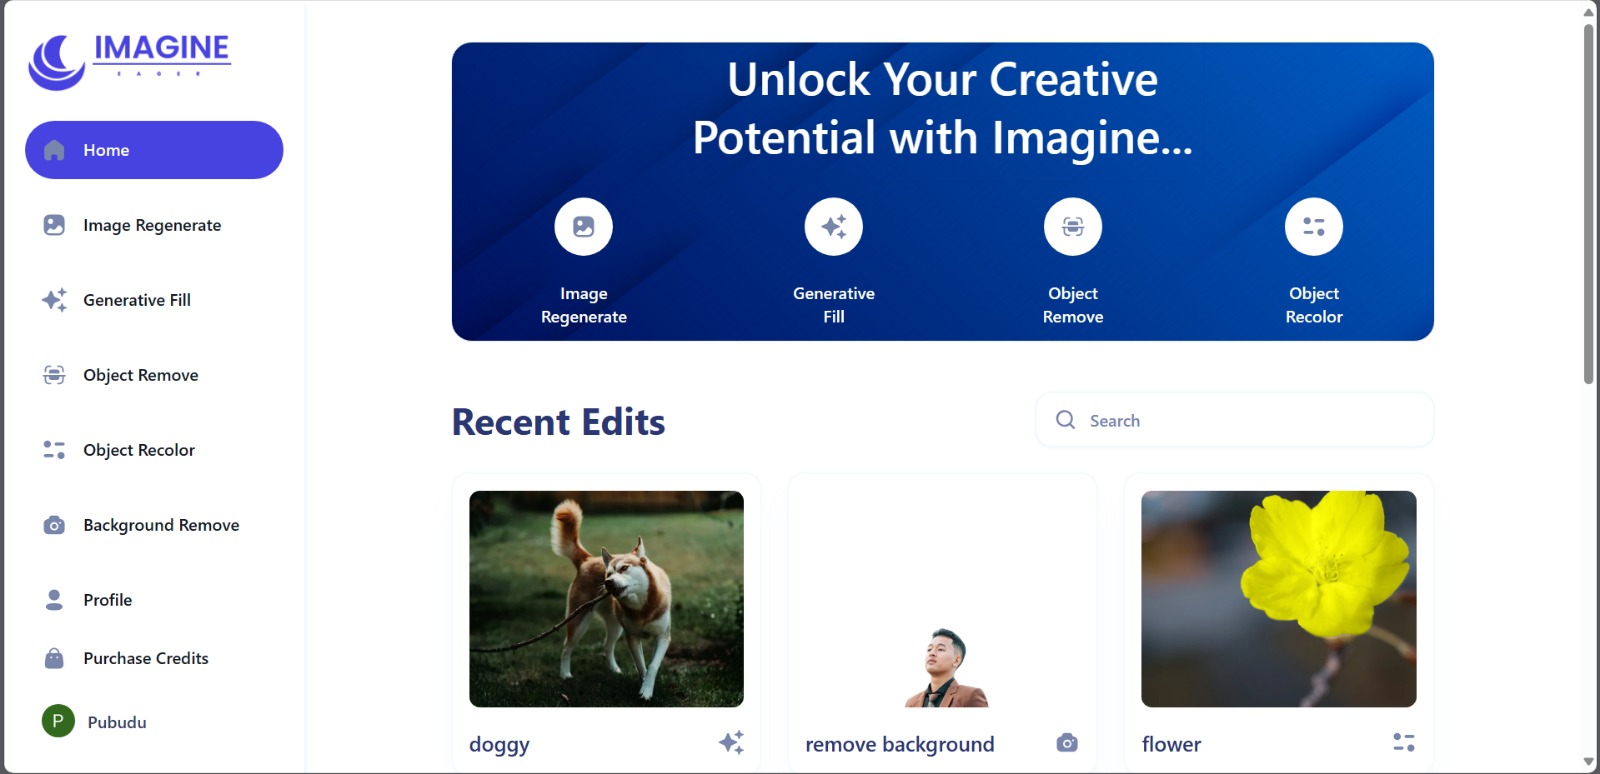 IMAGINE
EAGER
Home
Image Regenerate
Generative Fill
Object Remove
Object Recolor
Background Remove
Profile
Purchase Credits
P
Pubudu
Unlock Your Creative
Potential with Imagine...
Image
Regenerate
Generative
Fill
Object
Remove
Object
Recolor
Recent Edits
Search
doggy
remove background
flower